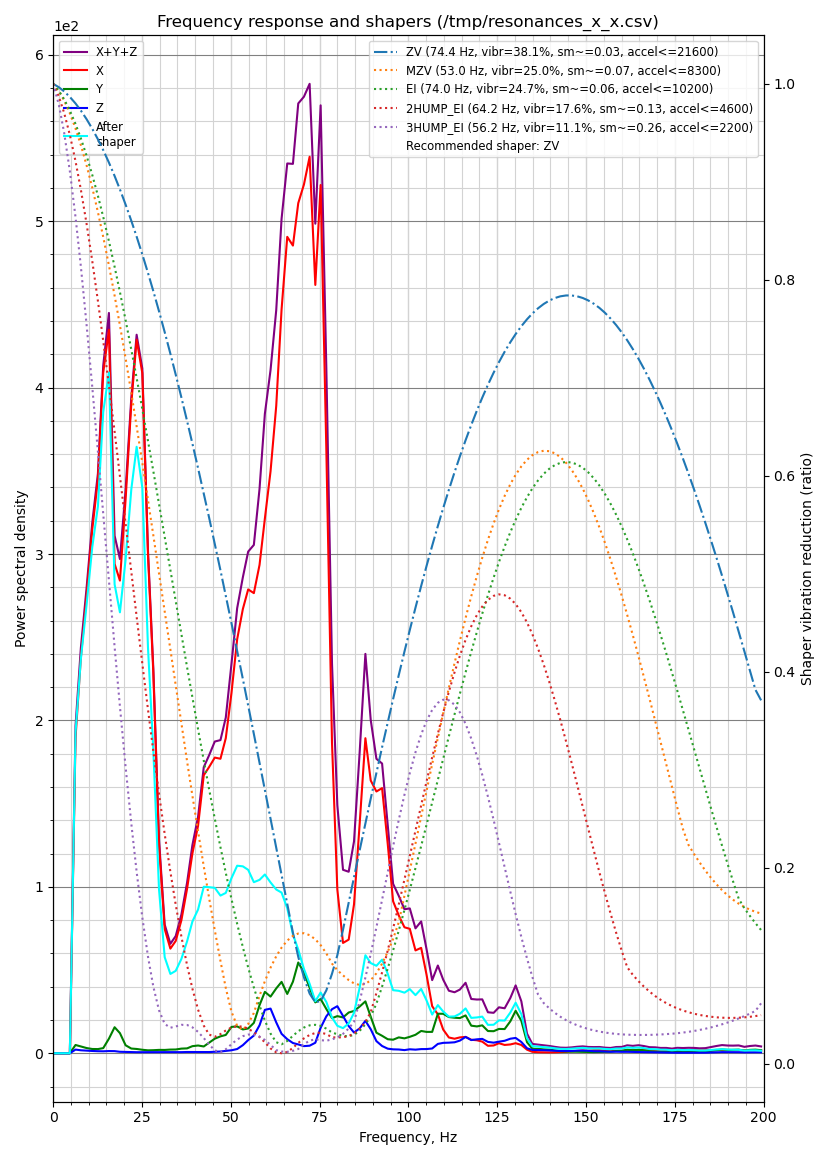 Frequency response and shapers (/tmp/resonances_x_x.csv)
1e2
X+Y+Z
X
Y
Z
After
shaper
ZV (74.4 Hz, vibr=38.1%, sm~=0.03, accel<=21600)
MZV (53.0 Hz, vibr=25.0%, sm~=0.07, accel<=8300)
EI (74.0 Hz, vibr=24.7%, sm~=0.06, accel<=10200)
2HUMP_EI (64.2 Hz, vibr=17.6%, sm~=0.13, accel<=4600)
3HUMP_EI (56.2 Hz, vibr=11.1%, sm~=0.26, accel<=2200)
Recommended shaper: ZV
6
5
4
3
2
1
0
Power spectral density
1.0
0.8
0.6
0.4
0.2
0.0
Shaper vibration reduction (ratio)
0 25 50 75 100 125 150 175 200
Frequency, Hz